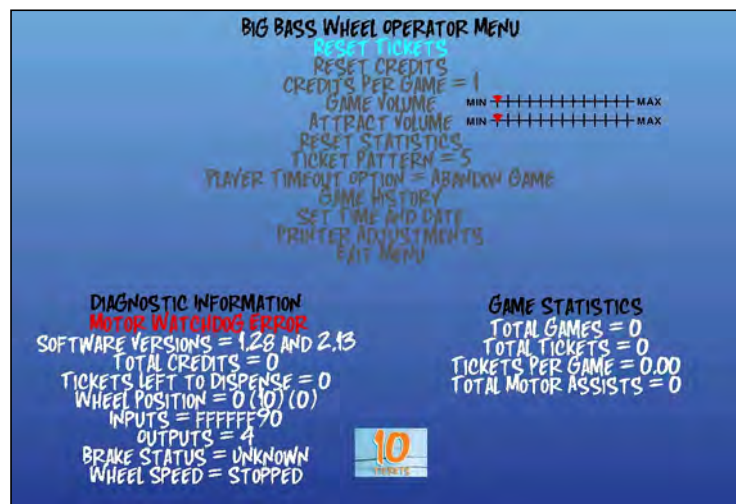 BIG BASS WHEEL OPERATOR MENU
RESET TICKETS
RESET CREDITS
CREDITS PER GAME = 1
GAME VOLUME MIN MAX
ATTRACT VOLUME MIN MAX
RESET STATISTICS
TICKET PATTERN = 5
PLAYER TIMEOUT OPTION = ABANDON GAME
GAME HISTORY
SET TIME AND DATE
PRINTER ADJUSTMENTS
EXIT MENU
DIAGNOSTIC INFORMATION
MOTOR WATCHDOG ERROR
SOFTWARE VERSIONS = 1.28 AND 2.13
TOTAL CREDITS = 0
TICKETS LEFT TO DISPENSE = 0
WHEEL POSITION = 0 (10) (0)
INPUTS = FFFFFF90
OUTPUTS = 4
BRAKE STATUS = UNKNOWN
WHEEL SPEED = STOPPED
GAME STATISTICS
TOTAL GAMES = 0
TOTAL TICKETS = 0
TICKETS PER GAME = 0.00
TOTAL MOTOR ASSISTS = 0
10
TICKETS